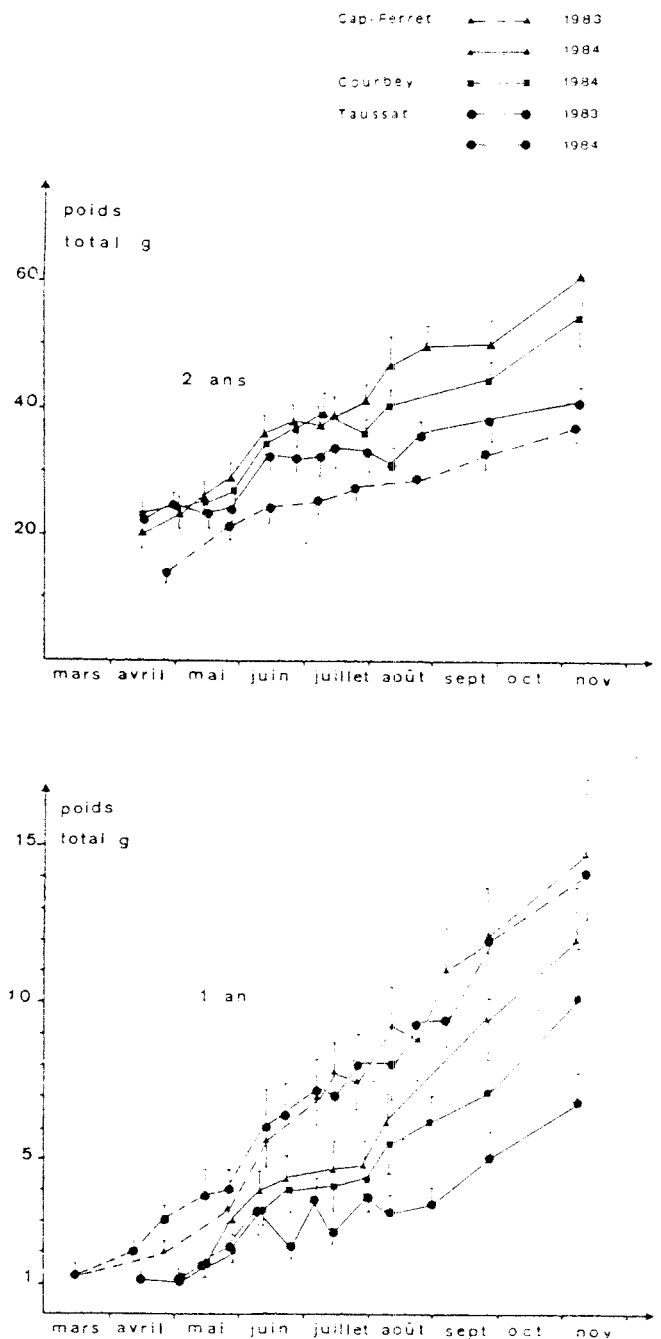 Cap-Ferret 1983
1984
Courbey 1984
Taussat 1983
1984
poids
total g
60
2 ans
40
20
mars avril mai juin juillet août sept oct nov
poids
15
total g
10
1 an
5
1
mars avril mai juin juillet août sept oct nov